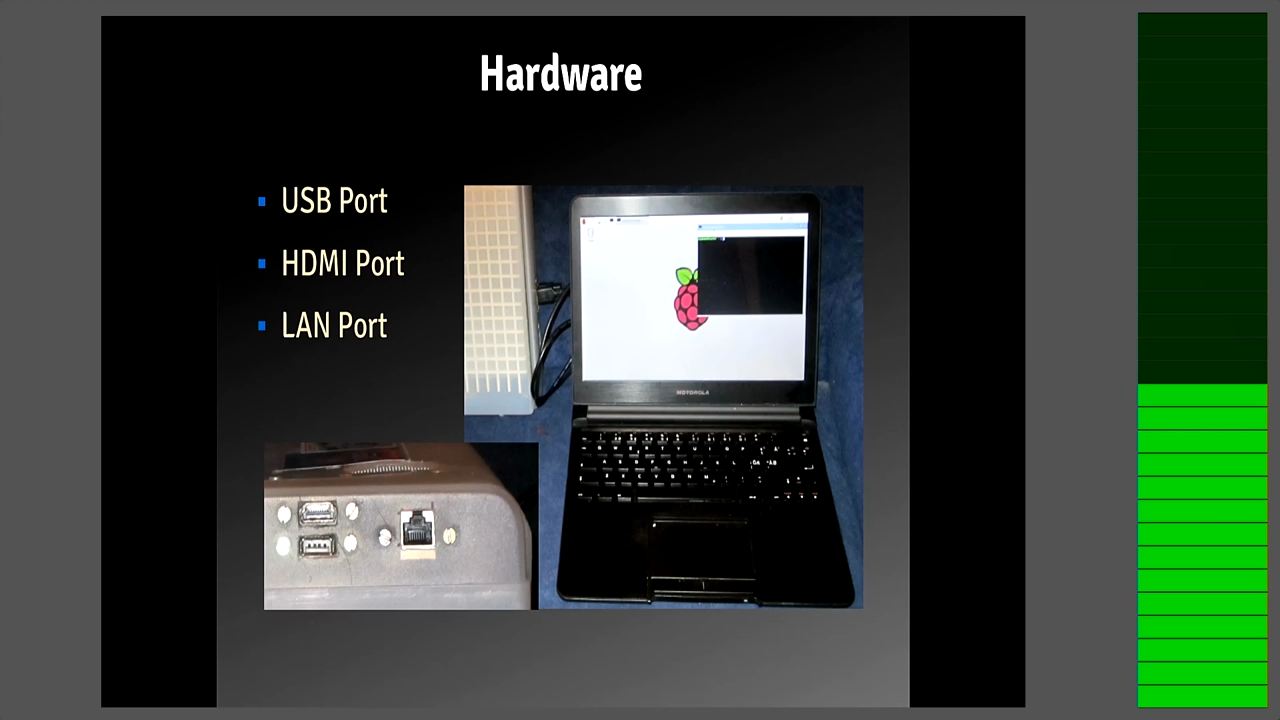 Hardware
USB Port
HDMI Port
LAN Port
MOTOROLA